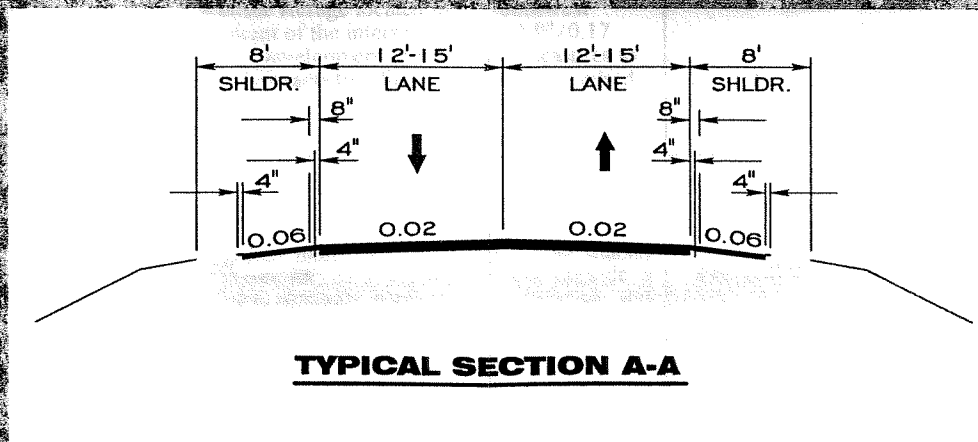 8' 12'-15' 12'-15' 8'
SHLDR. LANE LANE SHLDR.
8" 8"
4" 4"
4" 4"
0.06 0.02 0.02 0.06
TYPICAL SECTION A-A